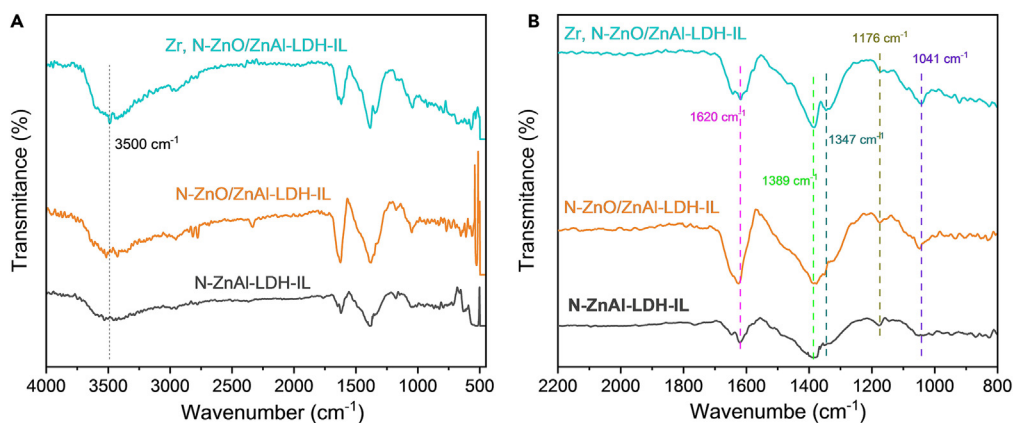 A
Zr, N-ZnO/ZnAl-LDH-IL
3500 cm⁻¹
N-ZnO/ZnAl-LDH-IL
N-ZnAl-LDH-IL
Transmitance (%)
4000 3500 3000 2500 2000 1500 1000 500
Wavenumber (cm⁻¹)
B
Zr, N-ZnO/ZnAl-LDH-IL
1176 cm⁻¹
1041 cm⁻¹
1620 cm⁻¹
1347 cm⁻¹
1389 cm⁻¹
N-ZnO/ZnAl-LDH-IL
N-ZnAl-LDH-IL
Transmitance (%)
2200 2000 1800 1600 1400 1200 1000 800
Wavenumbe (cm⁻¹)